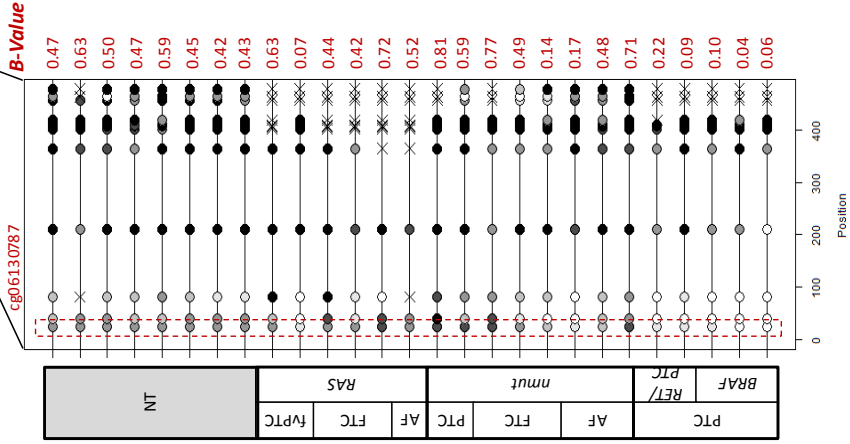 B-Value
0.47
0.63
0.50
0.47
0.59
0.45
0.42
0.43
0.63
0.07
0.44
0.42
0.72
0.52
0.81
0.59
0.77
0.49
0.14
0.17
0.48
0.71
0.22
0.09
0.10
0.04
0.06
cg06130787
0
100
200
300
400
Position
NT
RAS
nmut
RET/
PTC
BRAF
fvPTC
FTC
AF
PTC
FTC
AF
PTC